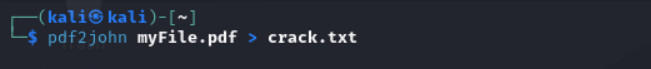 ┌──(kali㉿kali)-[~]
└─$ pdf2john myFile.pdf > crack.txt